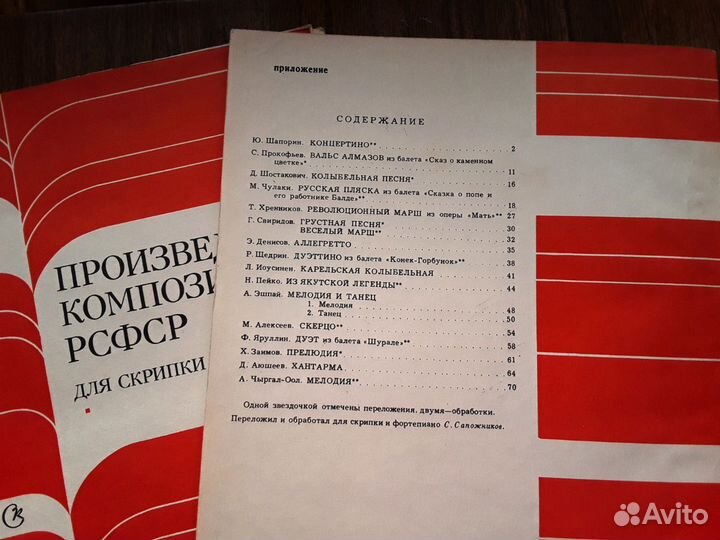 ПРОИЗВЕД
КОМПОЗИ
РСФСР
ДЛЯ СКРИПКИ
приложение
СОДЕРЖАНИЕ
Ю. Шапорин. КОНЦЕРТИНО** 2
С. Прокофьев. ВАЛЬС АЛМАЗОВ из балета «Сказ о каменном
цветке»* 11
Д. Шостакович. КОЛЫБЕЛЬНАЯ ПЕСНЯ* 16
М. Чулаки. РУССКАЯ ПЛЯСКА из балета «Сказка о попе и
его работнике Балде» 18
Т. Хренников. РЕВОЛЮЦИОННЫЙ МАРШ из оперы «Мать»** 27
Г. Свиридов. ГРУСТНАЯ ПЕСНЯ* 30
ВЕСЕЛЫЙ МАРШ** 32
Э. Денисов. АЛЛЕГРЕТТО 35
Р. Щедрин. ДУЭТТИНО из балета «Конек-Горбунок»** 38
Л. Иоусинен. КАРЕЛЬСКАЯ КОЛЫБЕЛЬНАЯ 41
Н. Пейко. ИЗ ЯКУТСКОЙ ЛЕГЕНДЫ** 44
А. Эшпай. МЕЛОДИЯ И ТАНЕЦ
1. Мелодия 48
2. Танец 50
М. Алексеев. СКЕРЦО** 54
Ф. Яруллин. ДУЭТ из балета «Шурале» 58
Х. Заимов. ПРЕЛЮДИЯ* 61
Д. Аюшеев. ХАНТАРМА 64
А. Чыргал-Оол. МЕЛОДИЯ** 70
Одной звездочкой отмечены переложения, двумя—обработки.
Переложил и обработал для скрипки и фортепиано С. Сапожников.
Avito